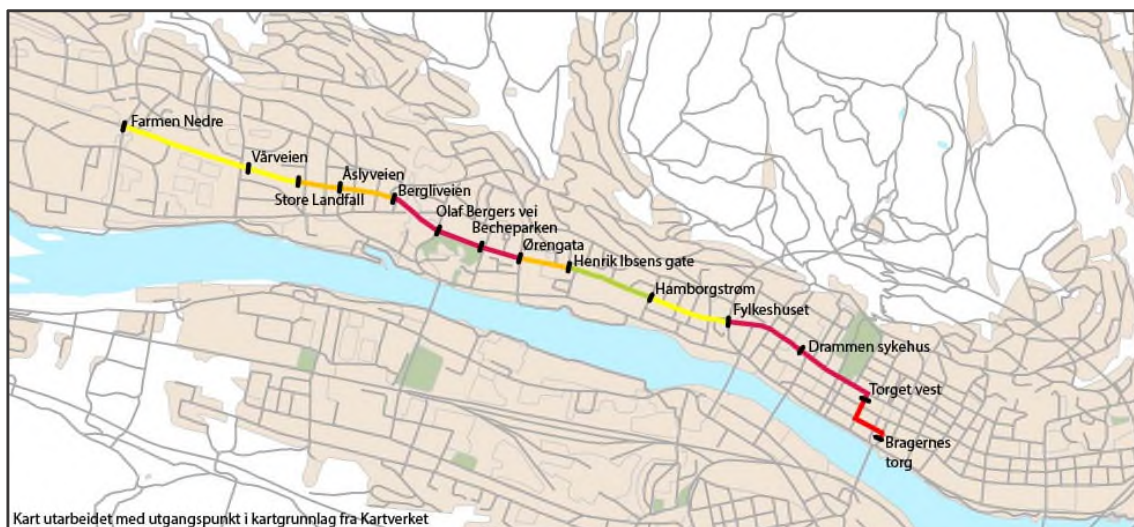 Farmen Nedre
Vårveien
Åslyveien
Store Landfall
Bergliveien
Olaf Bergers vei
Becheparken
Ørengata
Henrik Ibsens gate
Hamborgstrøm
Fylkeshuset
Drammen sykehus
Torget vest
Bragernes
torg
Kart utarbeidet med utgangspunkt i kartgrunnlag fra Kartverket